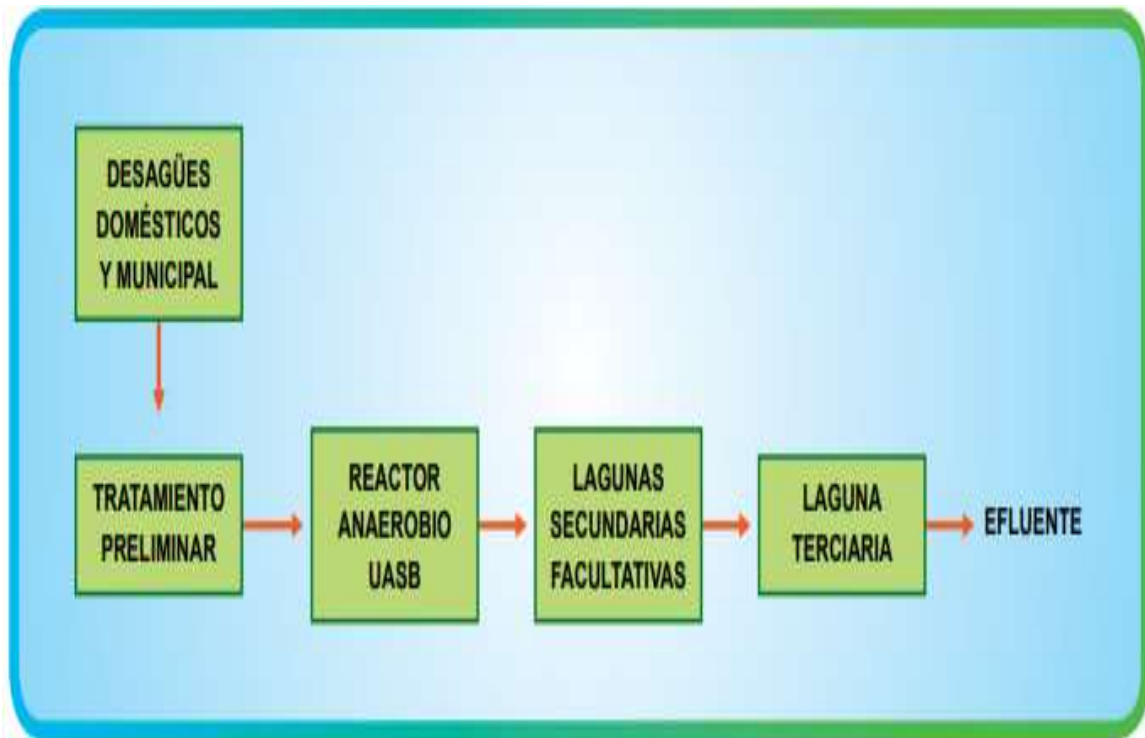 DESAGÜES
DOMÉSTICOS
Y MUNICIPAL
TRATAMIENTO
PRELIMINAR
REACTOR
ANAEROBIO
UASB
LAGUNAS
SECUNDARIAS
FACULTATIVAS
LAGUNA
TERCIARIA
EFLUENTE